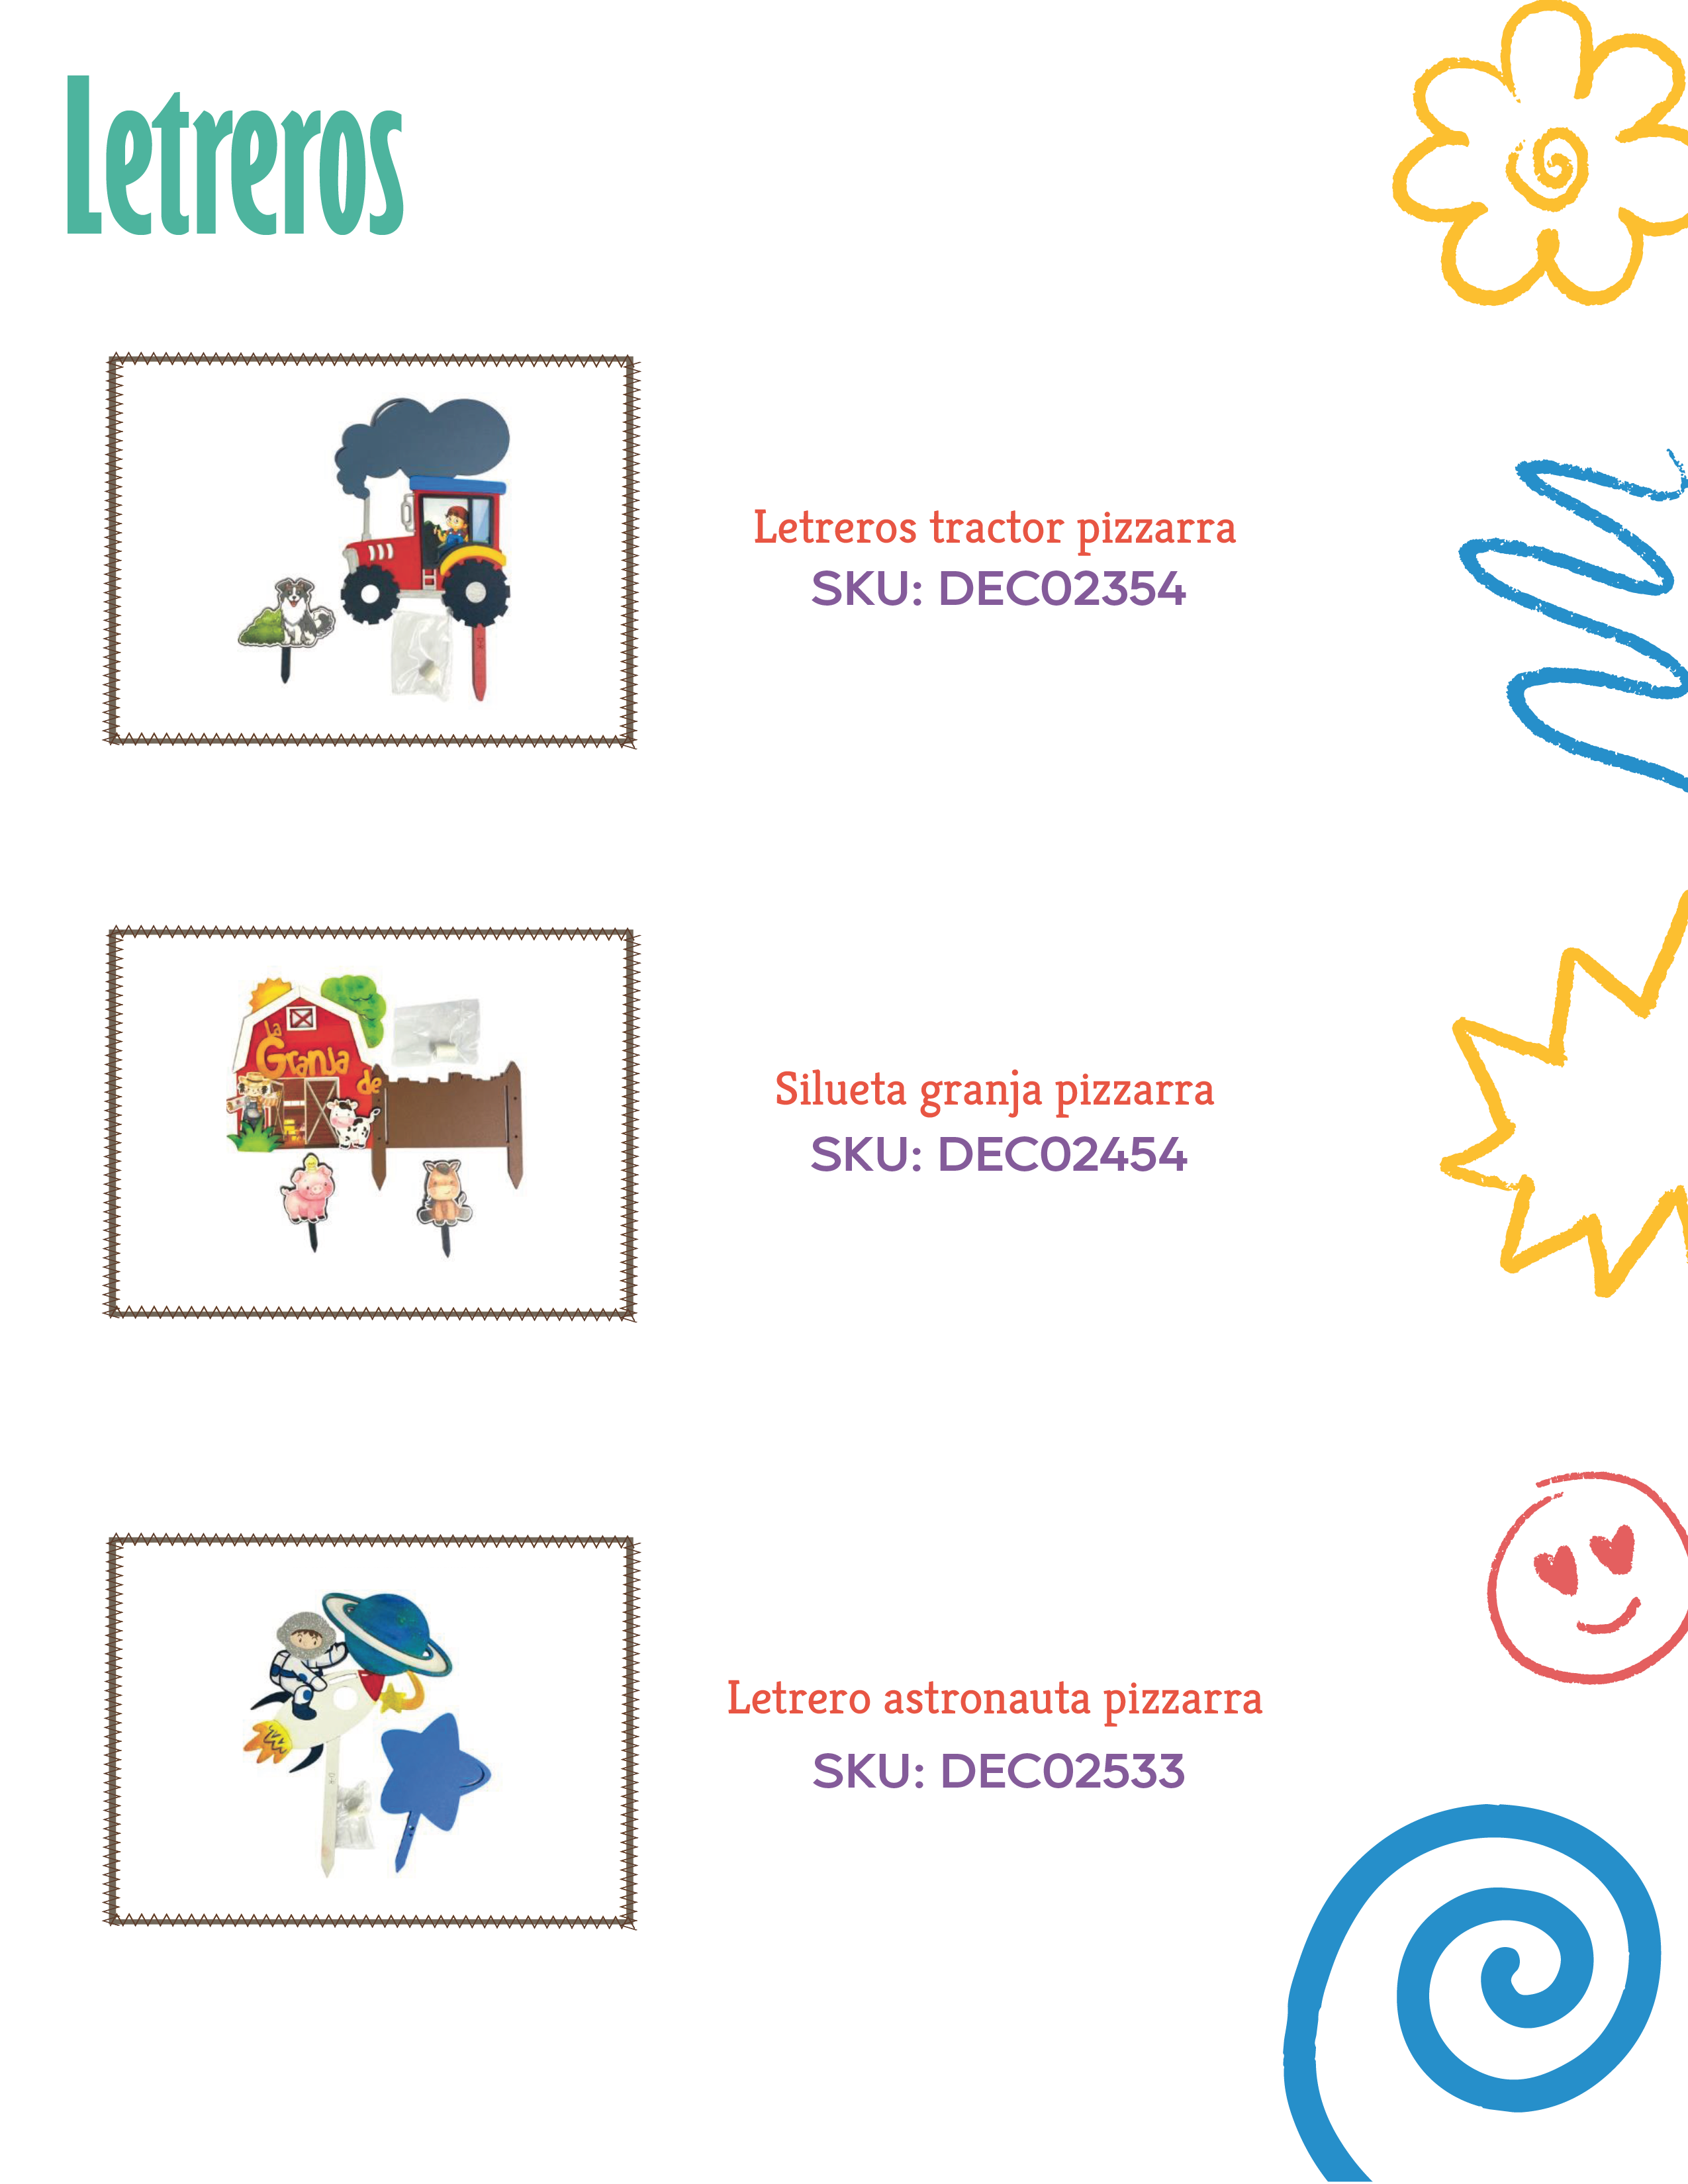 Letreros
Letreros tractor pizzarra
SKU: DEC02354
La
Granja
de
Silueta granja pizzarra
SKU: DEC02454
Letrero astronauta pizzarra
SKU: DEC02533